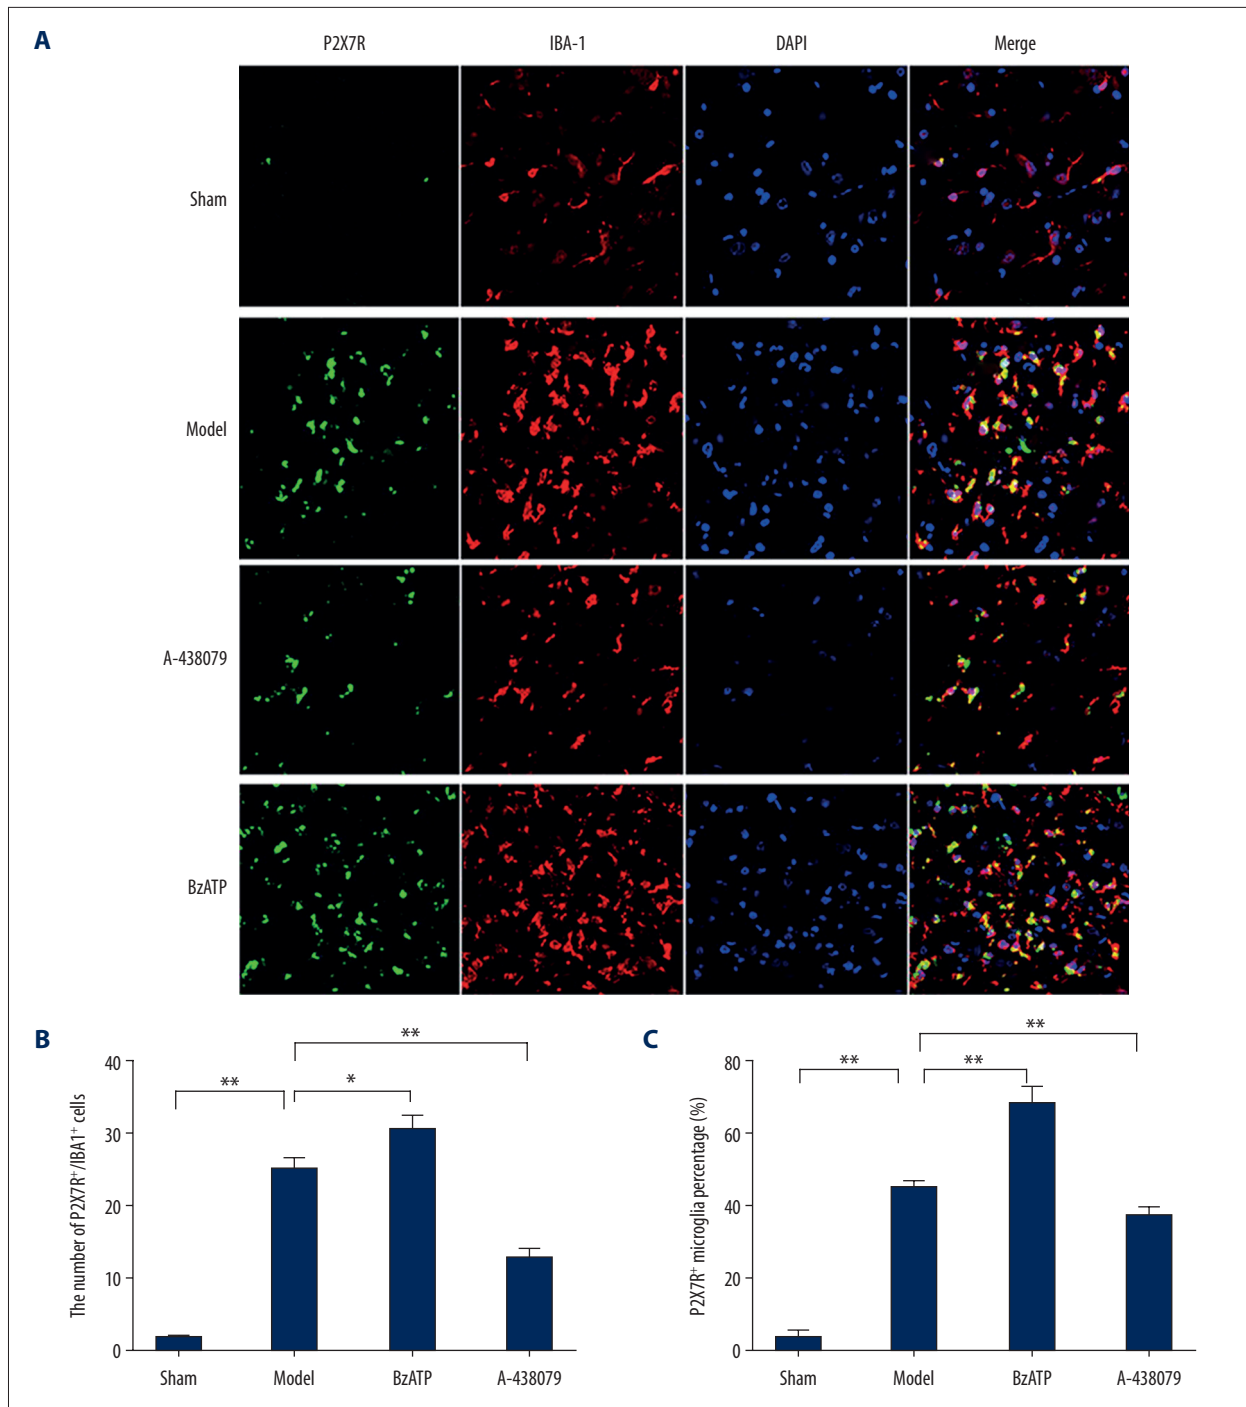 A
P2X7R IBA-1 DAPI Merge
Sham
Model
A-438079
BzATP
B
The number of P2X7R⁺/IBA1⁺ cells
40
30
20
10
0
**
*
**
Sham Model BzATP A-438079
C
P2X7R⁺ microglia percentage (%)
80
60
40
20
0
**
**
**
Sham Model BzATP A-438079